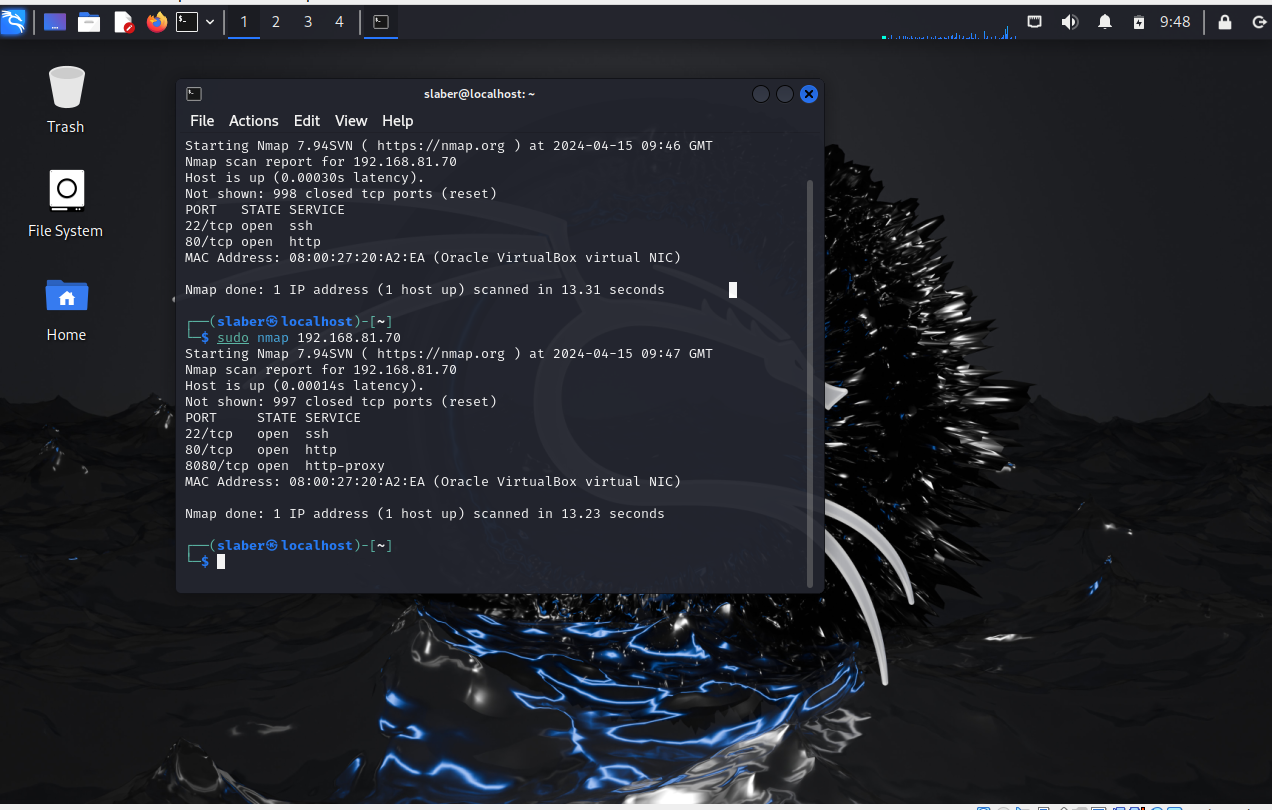 1 2 3 4 9:48
Trash
File System
Home
slaber@localhost: ~
File Actions Edit View Help
Starting Nmap 7.94SVN ( https://nmap.org ) at 2024-04-15 09:46 GMT
Nmap scan report for 192.168.81.70
Host is up (0.00030s latency).
Not shown: 998 closed tcp ports (reset)
PORT   STATE SERVICE
22/tcp open  ssh
80/tcp open  http
MAC Address: 08:00:27:20:A2:EA (Oracle VirtualBox virtual NIC)
Nmap done: 1 IP address (1 host up) scanned in 13.31 seconds
┌──(slaber㉿localhost)-[~]
└─$ sudo nmap 192.168.81.70
Starting Nmap 7.94SVN ( https://nmap.org ) at 2024-04-15 09:47 GMT
Nmap scan report for 192.168.81.70
Host is up (0.00014s latency).
Not shown: 997 closed tcp ports (reset)
PORT     STATE SERVICE
22/tcp   open  ssh
80/tcp   open  http
8080/tcp open  http-proxy
MAC Address: 08:00:27:20:A2:EA (Oracle VirtualBox virtual NIC)
Nmap done: 1 IP address (1 host up) scanned in 13.23 seconds
┌──(slaber㉿localhost)-[~]
└─$